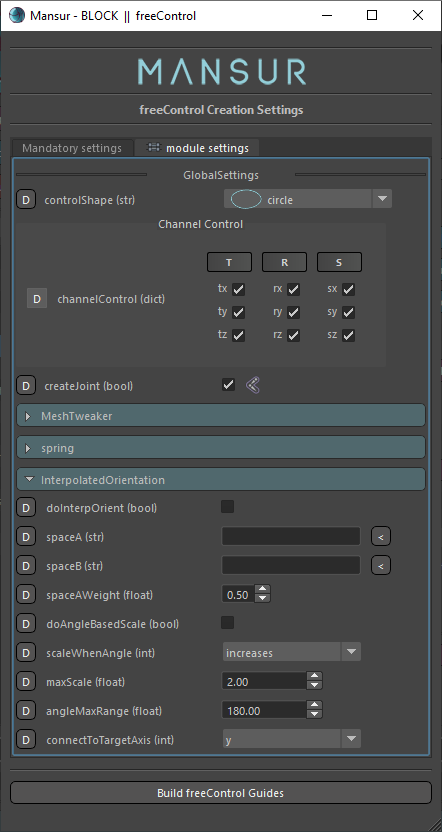 Mansur - BLOCK || freeControl
MANSUR
freeControl Creation Settings
Mandatory settings module settings
GlobalSettings
D controlShape (str) circle
Channel Control
T R S
D channelControl (dict)
tx rx sx
ty ry sy
tz rz sz
D createJoint (bool)
MeshTweaker
spring
InterpolatedOrientation
D doInterpOrient (bool)
D spaceA (str) <
D spaceB (str) <
D spaceAWeight (float) 0.50
D doAngleBasedScale (bool)
D scaleWhenAngle (int) increases
D maxScale (float) 2.00
D angleMaxRange (float) 180.00
D connectToTargetAxis (int) y
Build freeControl Guides